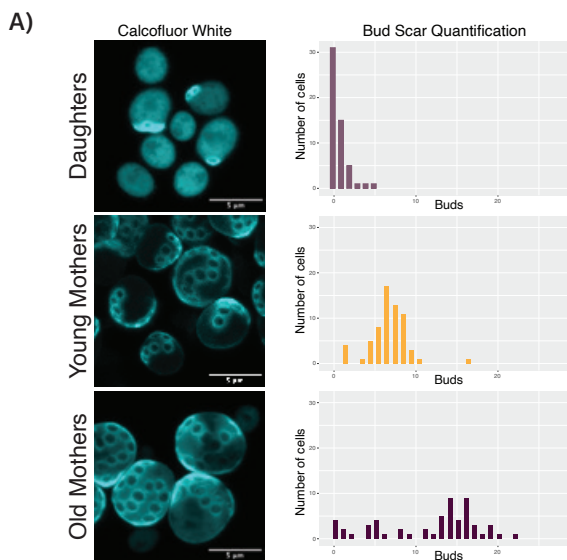 A)
Calcofluor White
Bud Scar Quantification
Daughters
5 μm
Number of cells
30
20
10
0
0
10
20
Buds
Young Mothers
5 μm
Number of cells
30
20
10
0
0
10
20
Buds
Old Mothers
5 μm
Number of cells
30
20
10
0
0
10
20
Buds